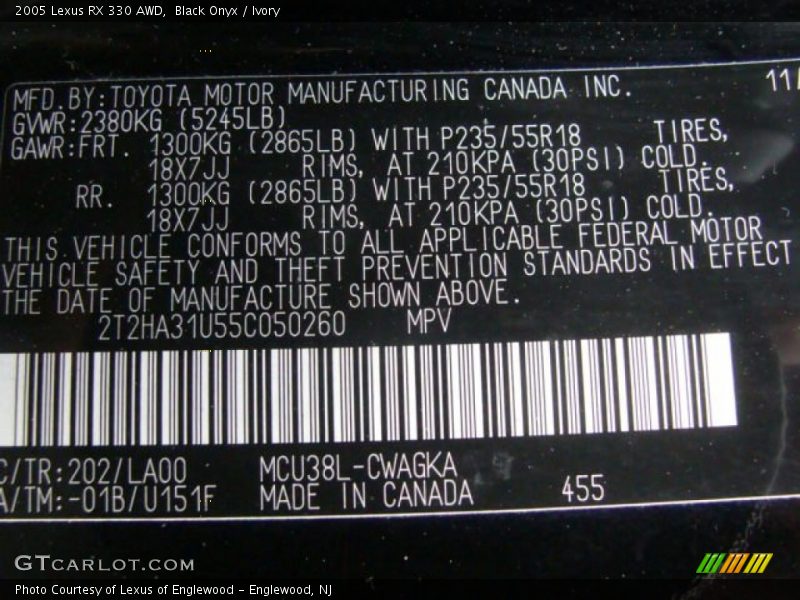 2005 Lexus RX 330 AWD, Black Onyx / Ivory
MFD.BY:TOYOTA MOTOR MANUFACTURING CANADA INC. 11/
GVWR:2380KG (5245LB)
GAWR:FRT. 1300KG (2865LB) WITH P235/55R18 TIRES,
18X7JJ RIMS, AT 210KPA (30PSI) COLD.
RR. 1300KG (2865LB) WITH P235/55R18 TIRES,
18X7JJ RIMS, AT 210KPA (30PSI) COLD.
THIS VEHICLE CONFORMS TO ALL APPLICABLE FEDERAL MOTOR
VEHICLE SAFETY AND THEFT PREVENTION STANDARDS IN EFFECT
THE DATE OF MANUFACTURE SHOWN ABOVE.
2T2HA31U55C050260 MPV
C/TR:202/LA00 MCU38L-CWAGKA
A/TM:-01B/U151F MADE IN CANADA 455
GTCARLOT.COM
Photo Courtesy of Lexus of Englewood - Englewood, NJ